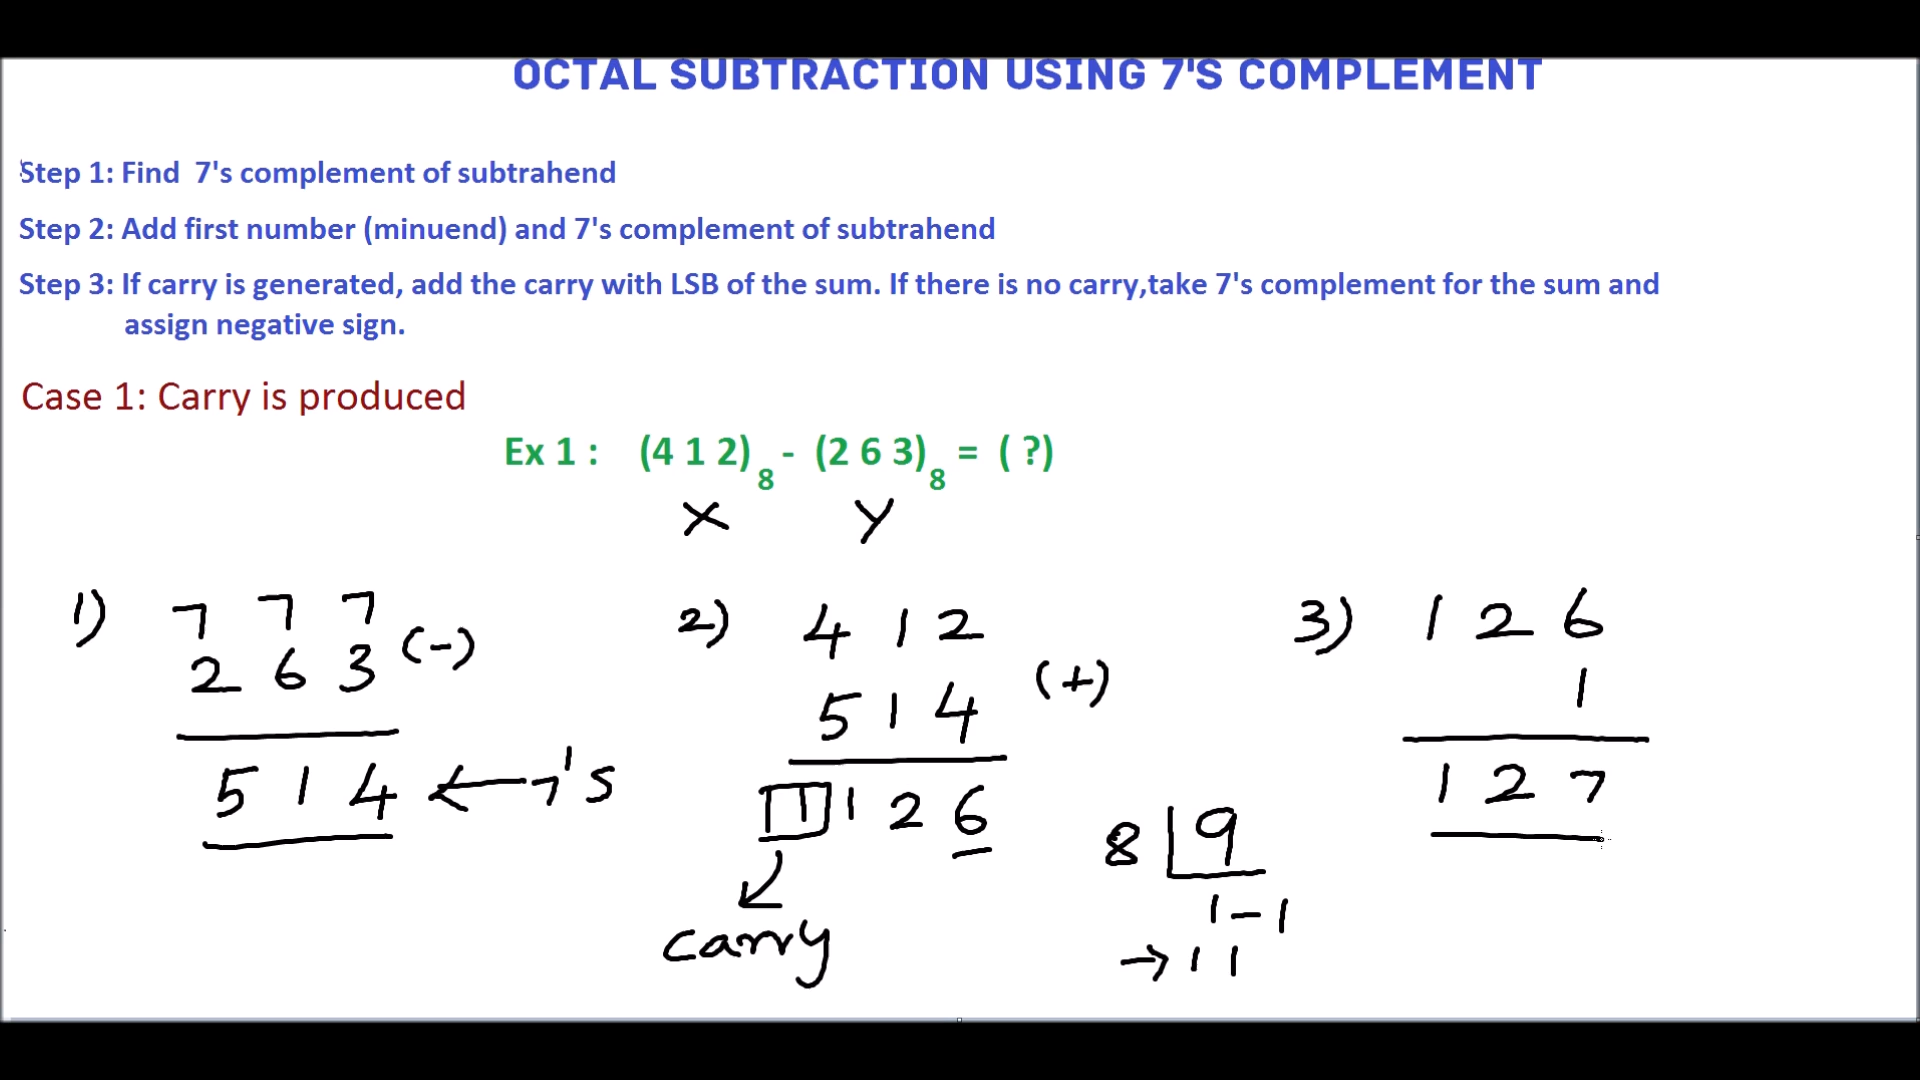 OCTAL SUBTRACTION USING 7'S COMPLEMENT
Step 1: Find 7's complement of subtrahend
Step 2: Add first number (minuend) and 7's complement of subtrahend
Step 3: If carry is generated, add the carry with LSB of the sum. If there is no carry,take 7's complement for the sum and
assign negative sign.
Case 1: Carry is produced
Ex 1 : (4 1 2)8 - (2 6 3)8 = ( ?)
X Y
1) 7 7 7
2 6 3 (-)
5 1 4 ← 7's
2) 4 1 2
5 1 4 (+)
1 1 2 6
carry
8 9
1 - 1
→ 1 1
3) 1 2 6
1
1 2 7